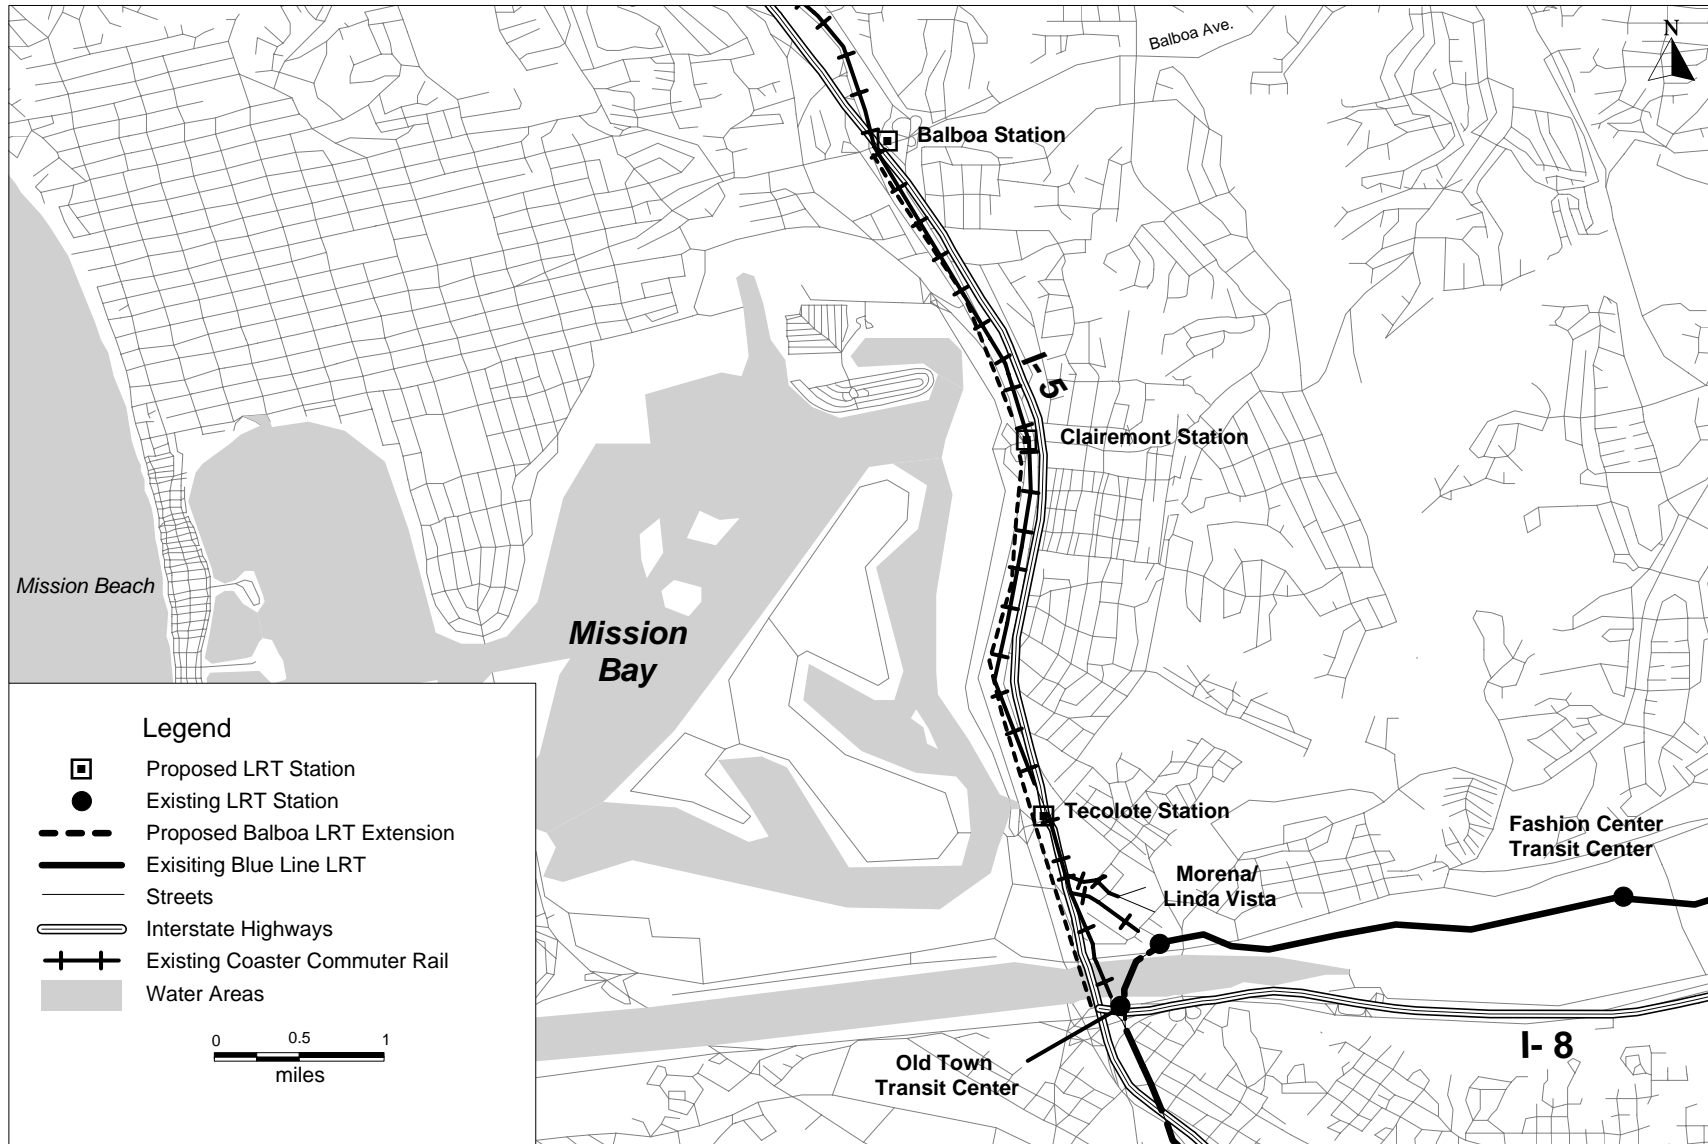 Balboa Ave.
N
Balboa Station
I- 5
Clairemont Station
Mission Beach
Mission
Bay
Tecolote Station
Fashion Center
Transit Center
Morena/
Linda Vista
I- 8
Old Town
Transit Center
Legend
Proposed LRT Station
Existing LRT Station
Proposed Balboa LRT Extension
Exisiting Blue Line LRT
Streets
Interstate Highways
Existing Coaster Commuter Rail
Water Areas
0 0.5 1
miles